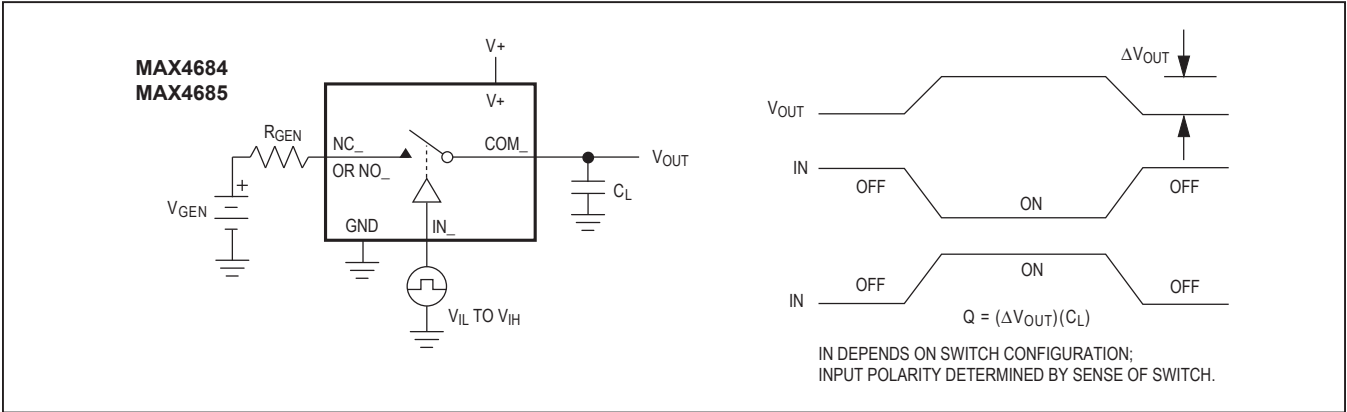 MAX4684
MAX4685
V+
V+
RGEN
NC_
OR NO_
COM_
VOUT
CL
VGEN
+
GND
IN_
VIL TO VIH
ΔVOUT
VOUT
IN
OFF
ON
OFF
IN
OFF
ON
OFF
Q = (ΔVOUT)(CL)
IN DEPENDS ON SWITCH CONFIGURATION;
INPUT POLARITY DETERMINED BY SENSE OF SWITCH.